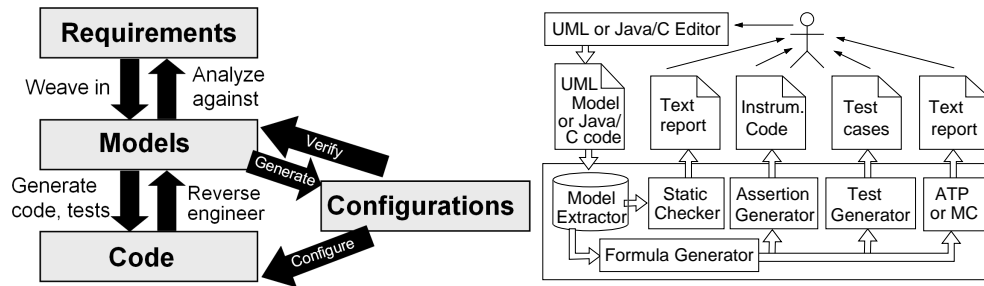 Requirements
Weave in
Analyze
against
Models
Verify
Generate
Generate
code, tests
Reverse
engineer
Configurations
Code
Configure
UML or Java/C Editor
UML
Model
or Java/
C code
Text
report
Instrum.
Code
Test
cases
Text
report
Model
Extractor
Static
Checker
Assertion
Generator
Test
Generator
ATP
or MC
Formula Generator